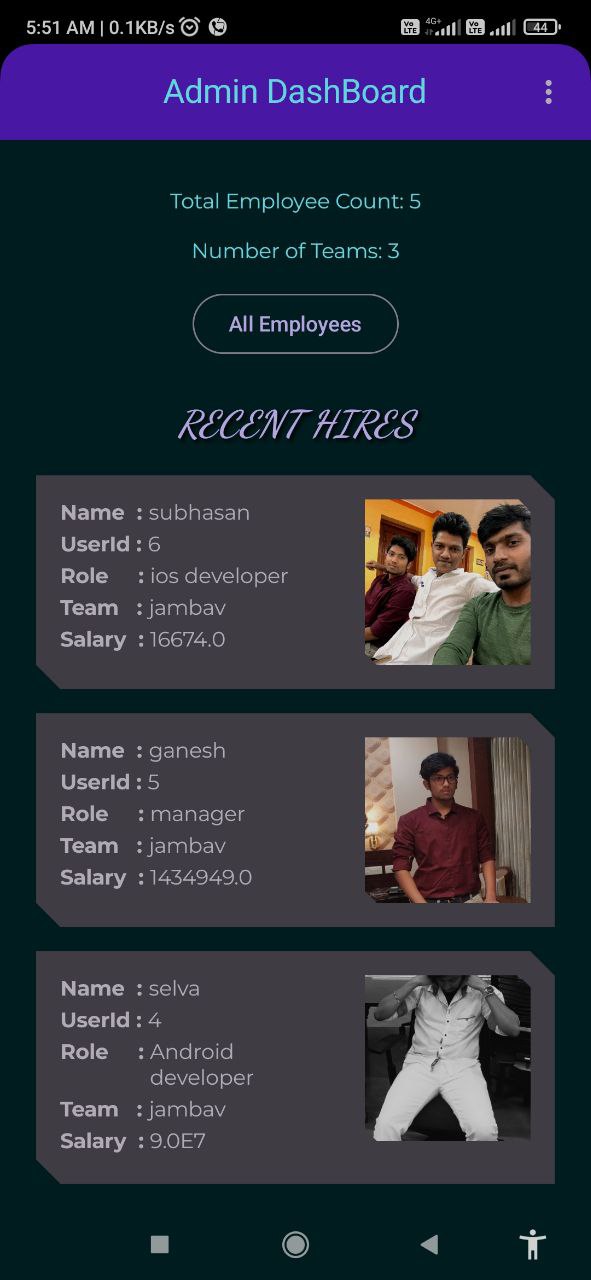 5:51 AM | 0.1KB/s
Vo LTE 4G+ Vo LTE 44
Admin DashBoard
Total Employee Count: 5
Number of Teams: 3
All Employees
RECENT HIRES
Name : subhasan
UserId : 6
Role : ios developer
Team : jambav
Salary : 16674.0
Name : ganesh
UserId : 5
Role : manager
Team : jambav
Salary : 1434949.0
Name : selva
UserId : 4
Role : Android
developer
Team : jambav
Salary : 9.0E7